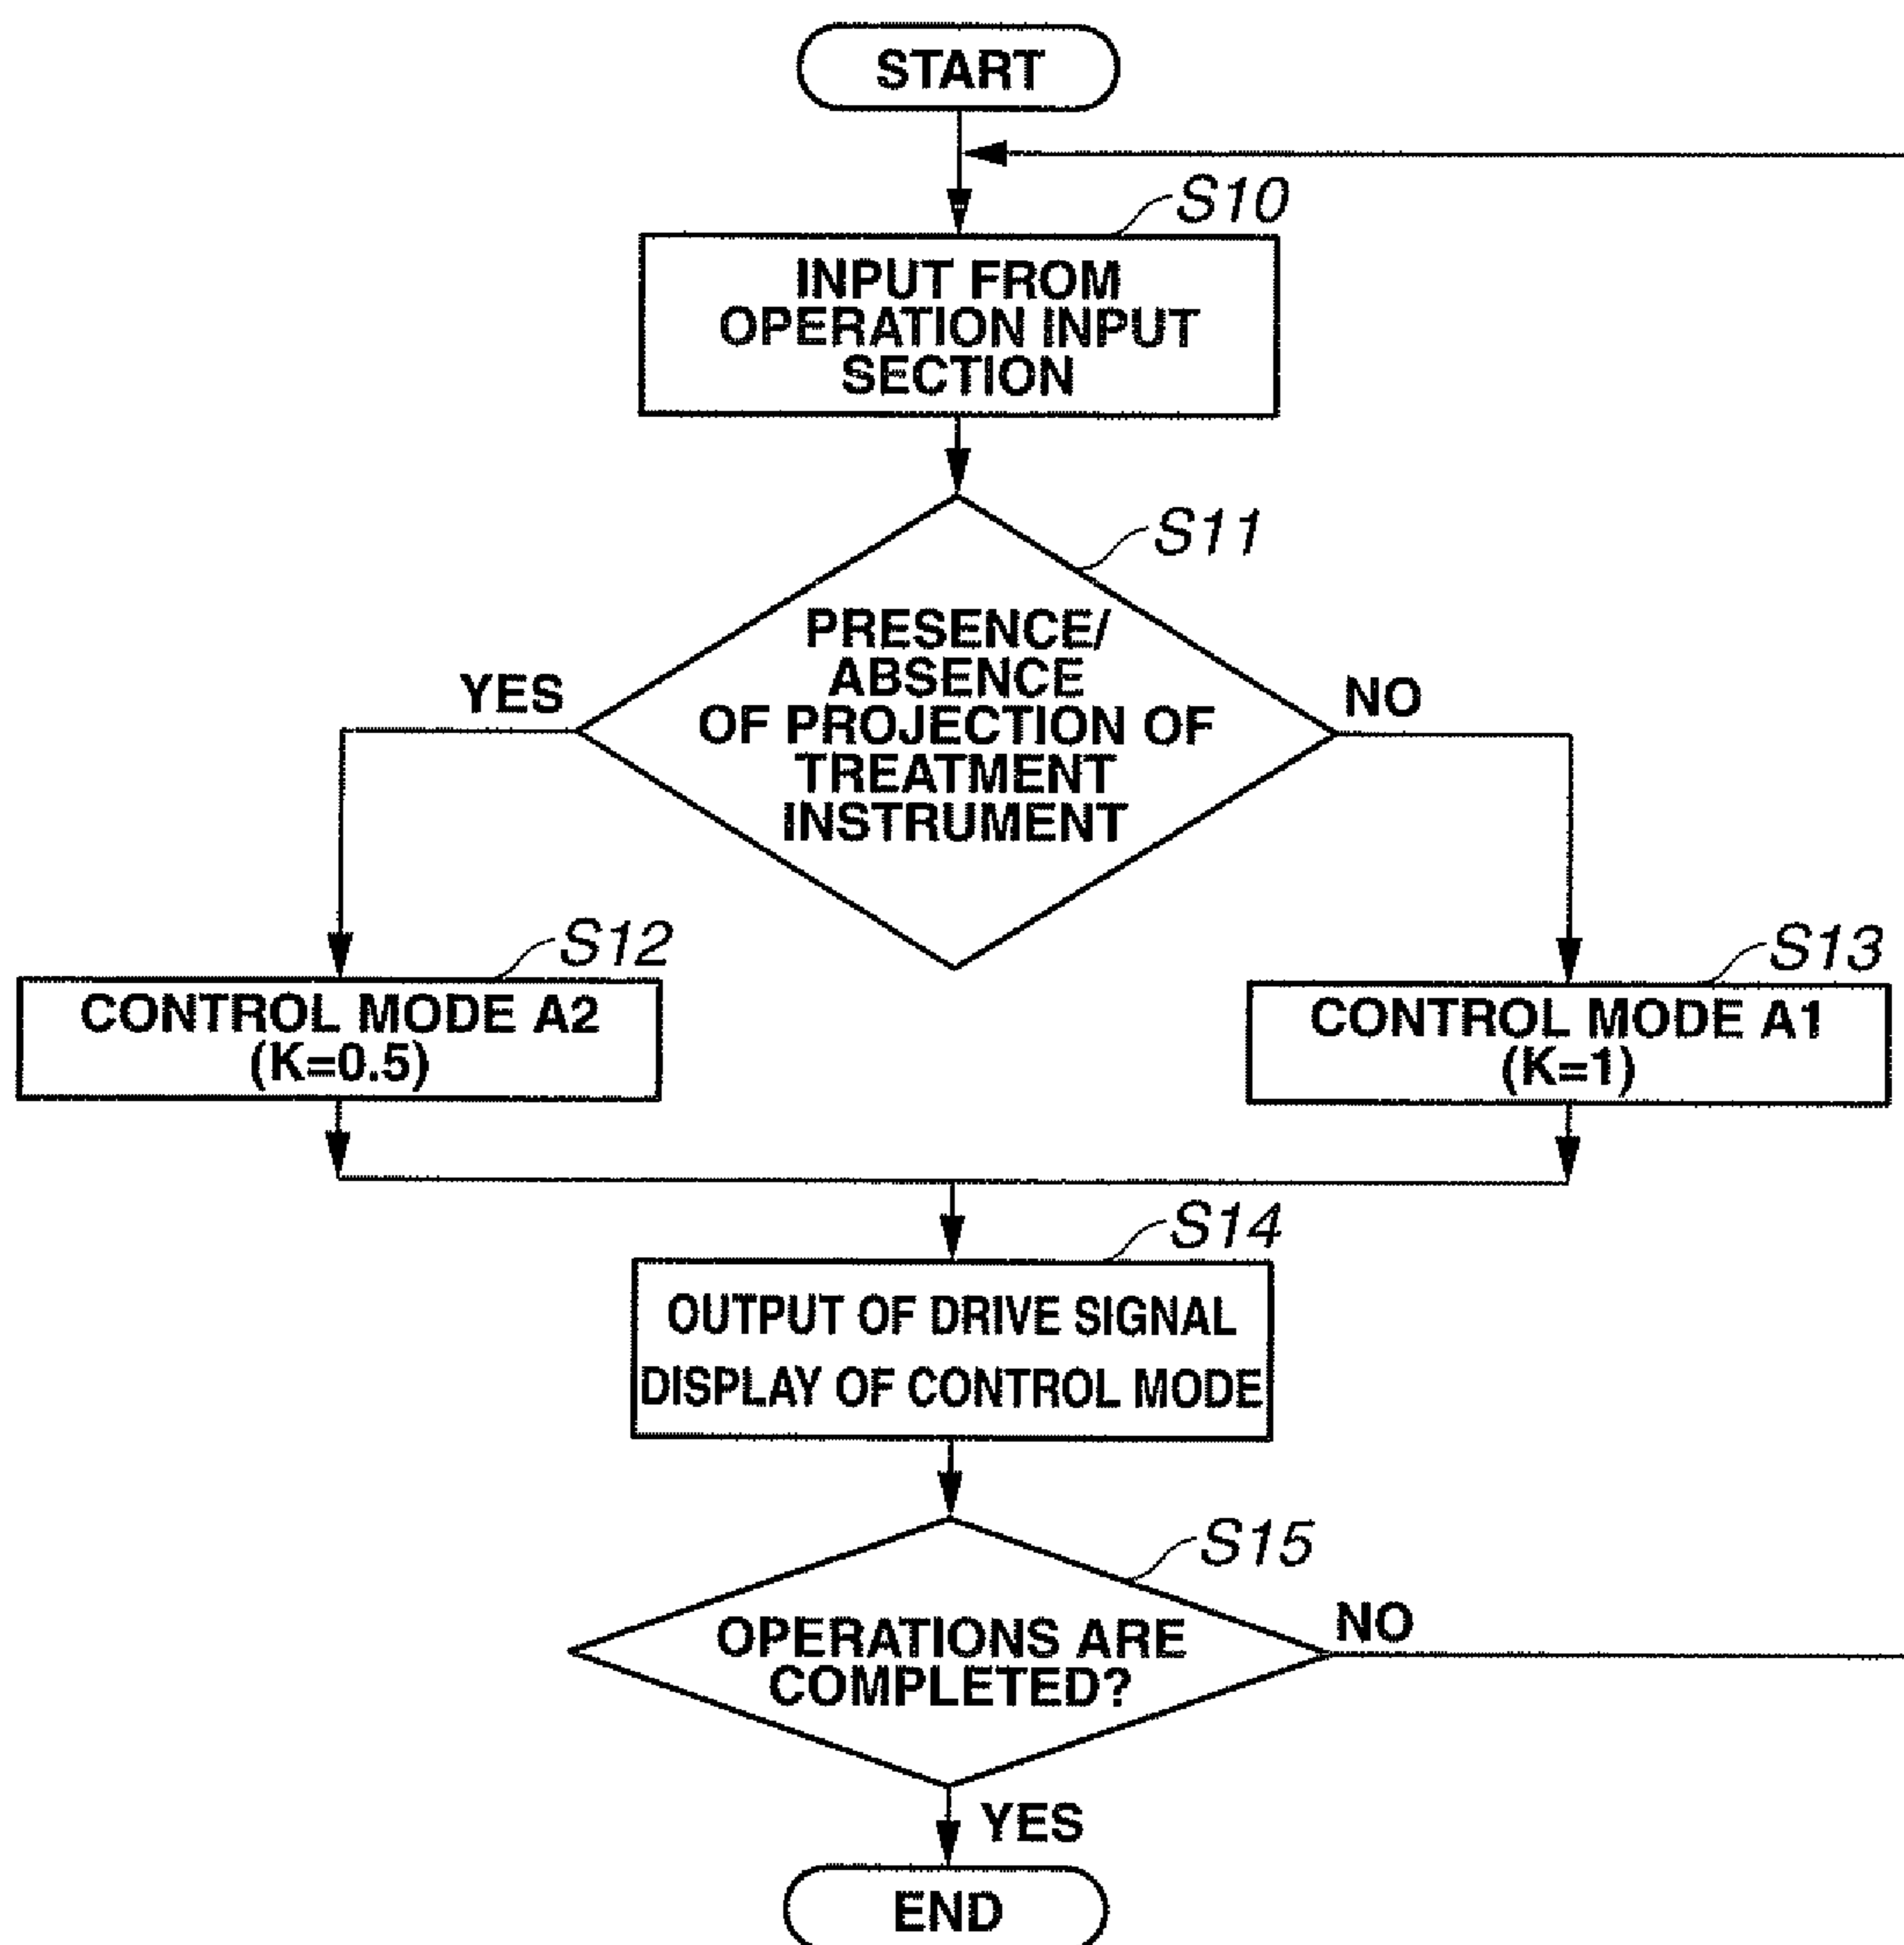 START
S10
INPUT FROM
OPERATION INPUT
SECTION
S11
PRESENCE/
ABSENCE
OF PROJECTION OF
TREATMENT
INSTRUMENT
YES
NO
S12
CONTROL MODE A2
(K=0.5)
S13
CONTROL MODE A1
(K=1)
S14
OUTPUT OF DRIVE SIGNAL
DISPLAY OF CONTROL MODE
S15
OPERATIONS ARE
COMPLETED?
NO
YES
END